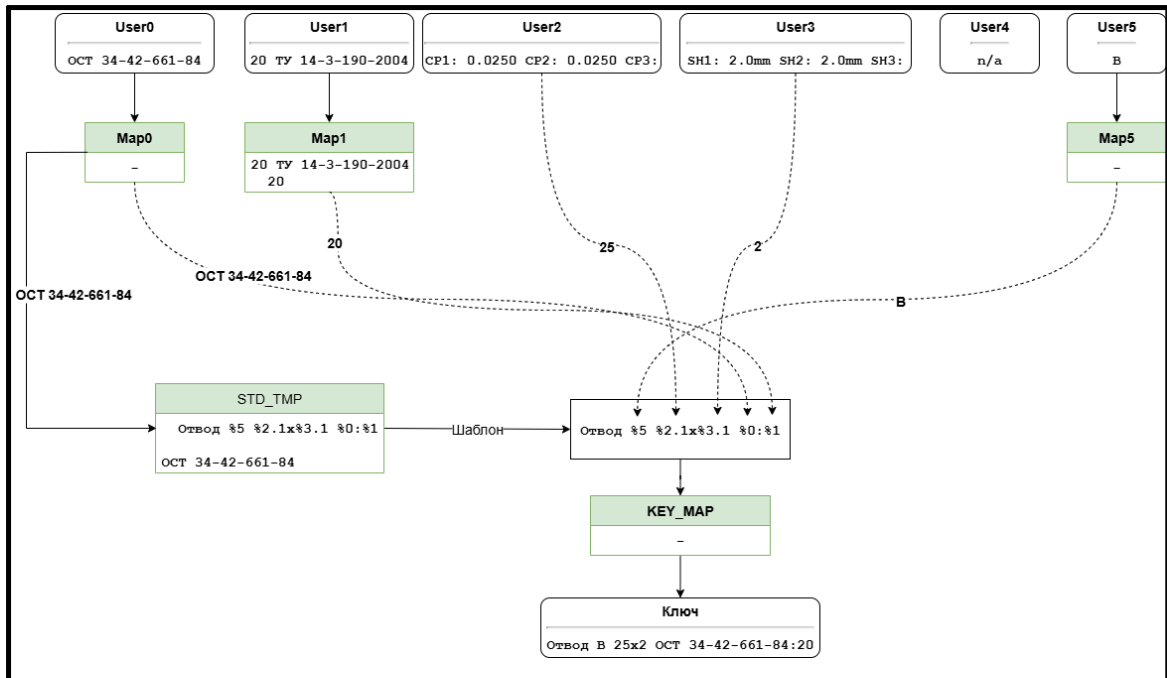 User0
ОСТ 34-42-661-84
User1
20 ТУ 14-3-190-2004
User2
CP1: 0.0250 CP2: 0.0250 CP3:
User3
SH1: 2.0mm SH2: 2.0mm SH3:
User4
n/a
User5
В
Map0
–
Map1
20 ТУ 14-3-190-2004
20
Map5
–
20
25
2
ОСТ 34-42-661-84
ОСТ 34-42-661-84
В
STD_TMP
Отвод %5 %2.1x%3.1 %0:%1
ОСТ 34-42-661-84
Шаблон
Отвод %5 %2.1x%3.1 %0:%1
KEY_MAP
–
Ключ
Отвод В 25x2 ОСТ 34-42-661-84:20